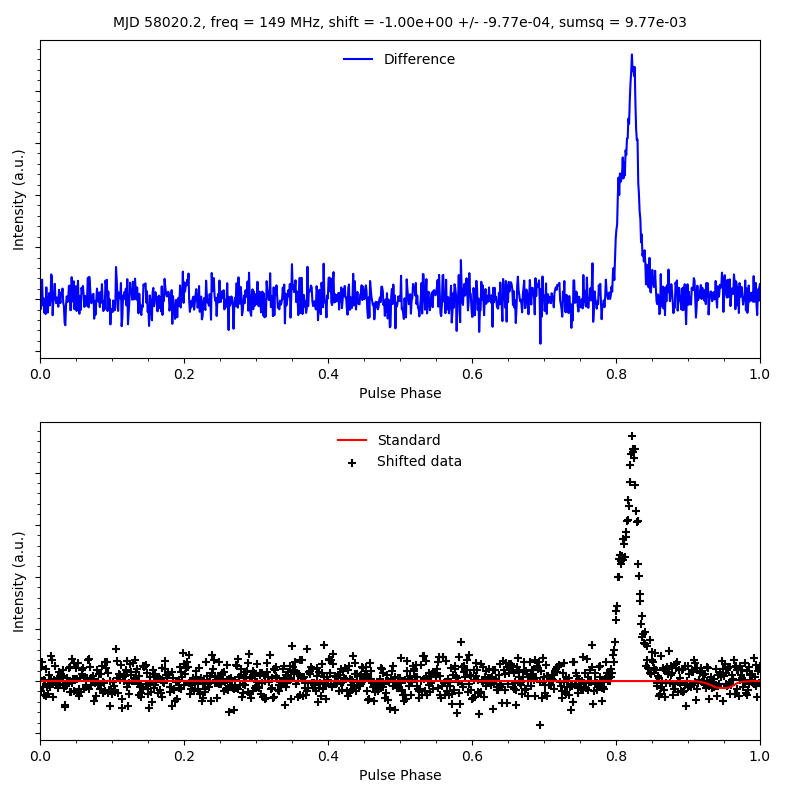 MJD 58020.2, freq = 149 MHz, shift = -1.00e+00 +/- -9.77e-04, sumsq = 9.77e-03
Difference
Intensity (a.u.)
0.0 0.2 0.4 0.6 0.8 1.0
Pulse Phase
Standard
Shifted data
Intensity (a.u.)
0.0 0.2 0.4 0.6 0.8 1.0
Pulse Phase